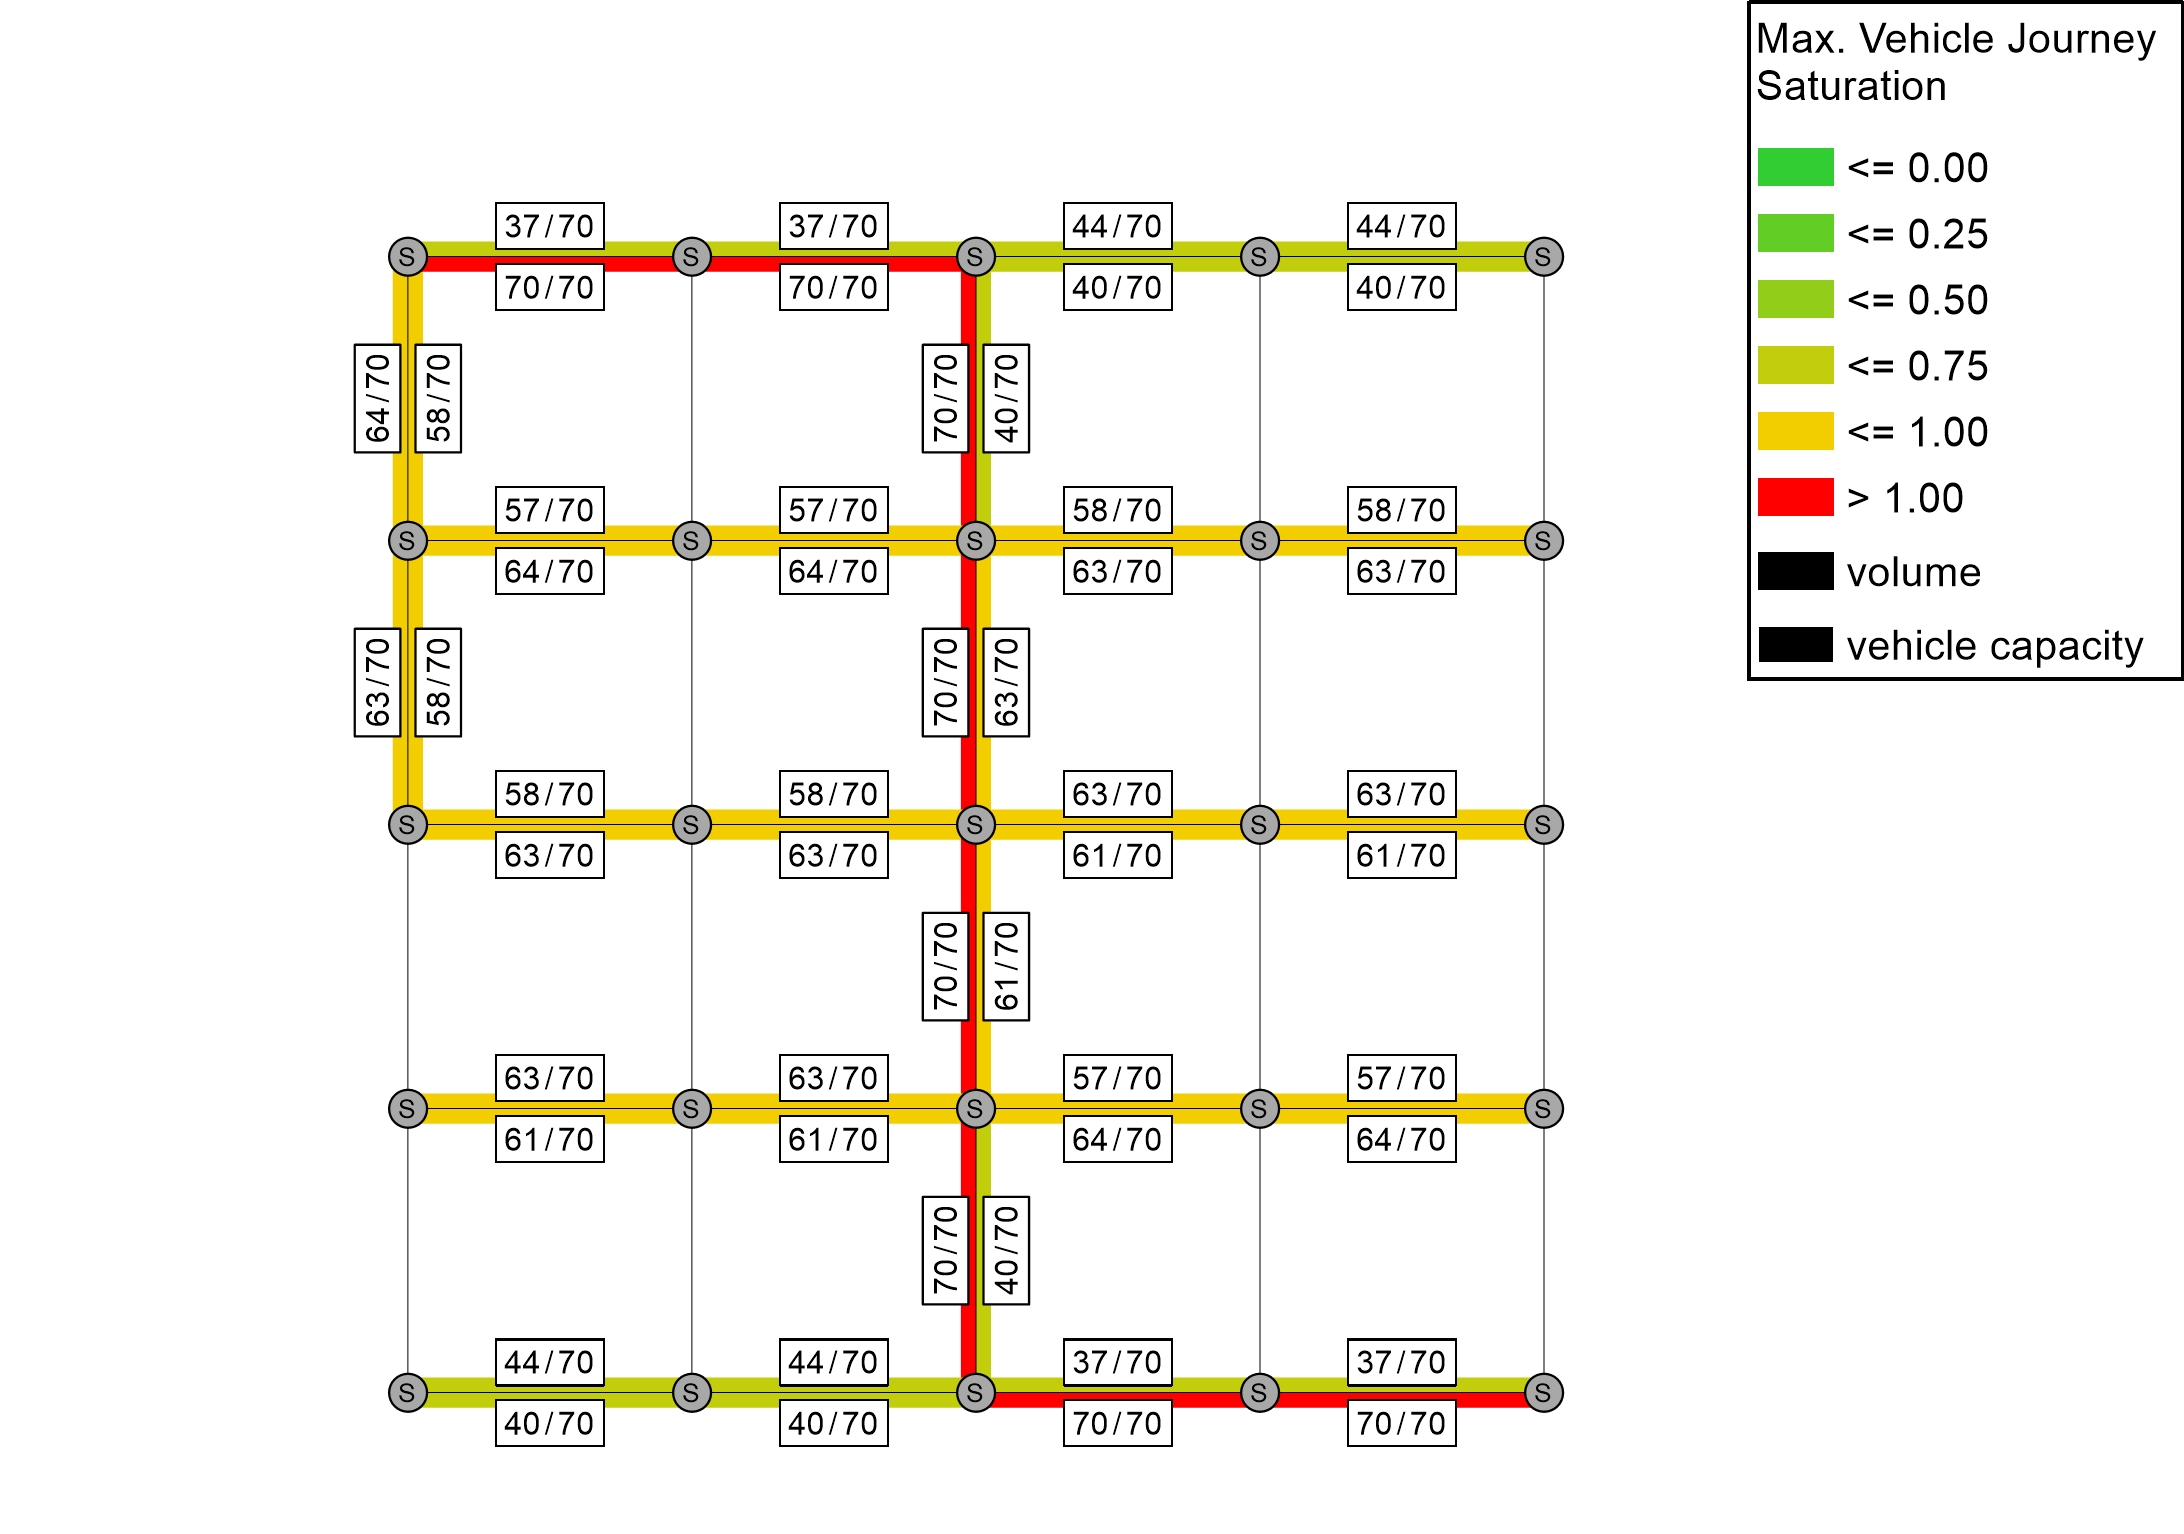 Max. Vehicle Journey
Saturation
<= 0.00
<= 0.25
<= 0.50
<= 0.75
<= 1.00
> 1.00
volume
vehicle capacity
37/70 37/70 44/70 44/70
S S S S S
70/70 70/70 40/70 40/70
64/70 58/70 70/70 40/70
57/70 57/70 58/70 58/70
S S S S S
64/70 64/70 63/70 63/70
63/70 58/70 70/70 63/70
58/70 58/70 63/70 63/70
S S S S S
63/70 63/70 61/70 61/70
70/70 61/70
63/70 63/70 57/70 57/70
S S S S S
61/70 61/70 64/70 64/70
70/70 40/70
44/70 44/70 37/70 37/70
S S S S S
40/70 40/70 70/70 70/70